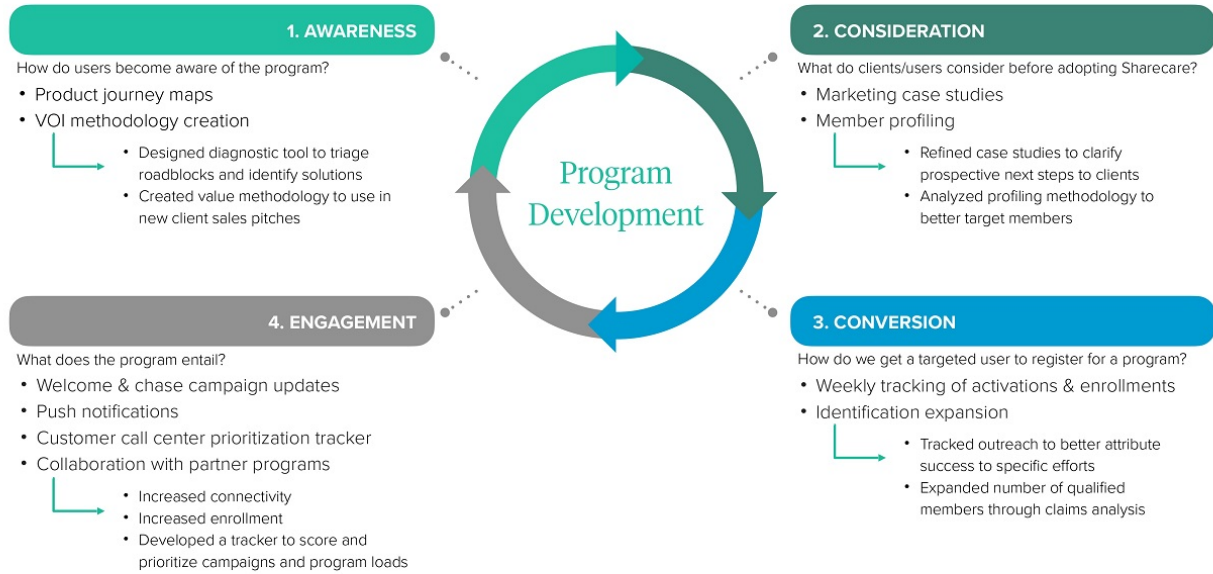 1. AWARENESS
How do users become aware of the program?
• Product journey maps
• VOI methodology creation
• Designed diagnostic tool to triage
roadblocks and identify solutions
• Created value methodology to use in
new client sales pitches
2. CONSIDERATION
What do clients/users consider before adopting Sharecare?
• Marketing case studies
• Member profiling
• Refined case studies to clarify
prospective next steps to clients
• Analyzed profiling methodology to
better target members
Program
Development
3. CONVERSION
How do we get a targeted user to register for a program?
• Weekly tracking of activations & enrollments
• Identification expansion
• Tracked outreach to better attribute
success to specific efforts
• Expanded number of qualified
members through claims analysis
4. ENGAGEMENT
What does the program entail?
• Welcome & chase campaign updates
• Push notifications
• Customer call center prioritization tracker
• Collaboration with partner programs
• Increased connectivity
• Increased enrollment
• Developed a tracker to score and
prioritize campaigns and program loads